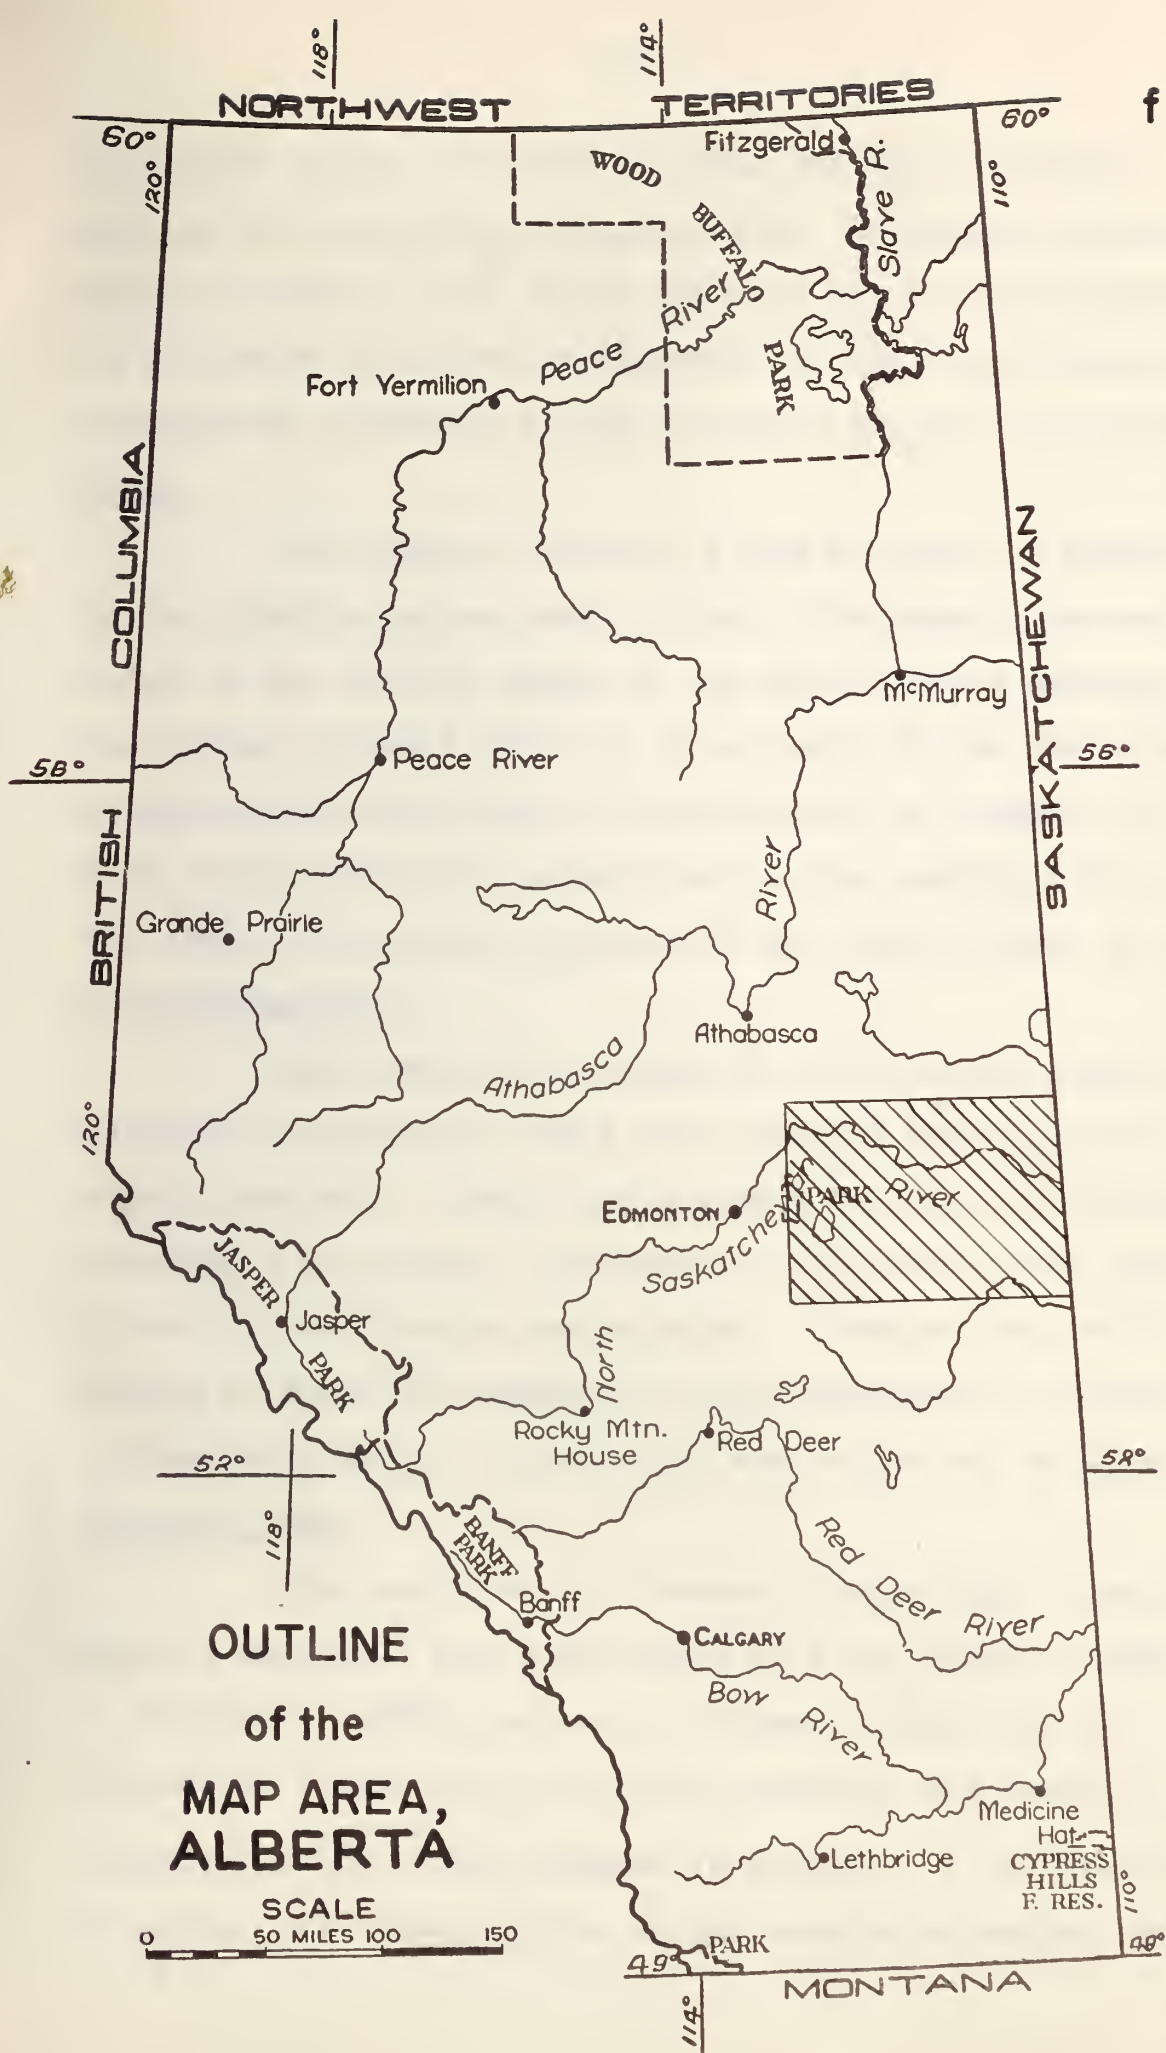 118°
114°
NORTHWEST TERRITORIES
f
60°
60°
120°
110°
Fitzgerald
WOOD
BUFFALO
PARK
Slave R.
Peace River
Fort Vermilion
COLUMBIA
SASKATCHEWAN
McMurray
Peace River
56°
BRITISH
Grande Prairie
River
Athabasca
Athabasca
120°
EDMONTON
Saskatchewan
PARK
River
JASPER
Jasper
PARK
North
Rocky Mtn.
House
Red Deer
52°
52°
118°
BANFF
PARK
Banff
Red Deer River
CALGARY
Bow River
OUTLINE
of the
MAP AREA,
ALBERTA
SCALE
0 50 MILES 100 150
Medicine
Hat
Lethbridge
CYPRESS
HILLS
F. RES.
110°
PARK
49°
49°
MONTANA
114°